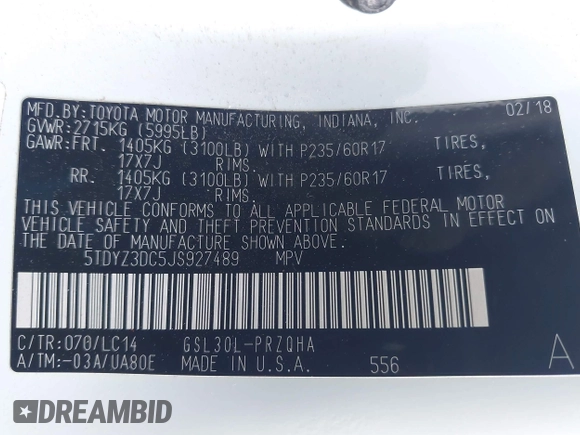 MFD. BY: TOYOTA MOTOR MANUFACTURING, INDIANA, INC. 02/18
GVWR: 2715KG (5995LB)
GAWR: FRT. 1405KG (3100LB) WITH P235/60R17 TIRES,
17X7J RIMS.
RR. 1405KG (3100LB) WITH P235/60R17 TIRES,
17X7J RIMS.
THIS VEHICLE CONFORMS TO ALL APPLICABLE FEDERAL MOTOR
VEHICLE SAFETY AND THEFT PREVENTION STANDARDS IN EFFECT ON
THE DATE OF MANUFACTURE SHOWN ABOVE.
5TDYZ3DC5JS927489 MPV
C/TR: 070/LC14 GSL30L-PRZQHA
A/TM: -03A/UA80E MADE IN U.S.A. 556 A
DREAMBID